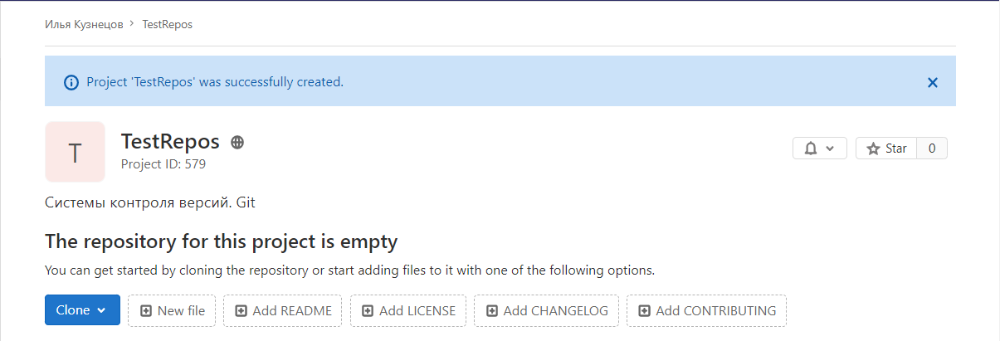 Илья Кузнецов > TestRepos
Project 'TestRepos' was successfully created.
T
TestRepos
Project ID: 579
Star 0
Системы контроля версий. Git
The repository for this project is empty
You can get started by cloning the repository or start adding files to it with one of the following options.
Clone New file Add README Add LICENSE Add CHANGELOG Add CONTRIBUTING